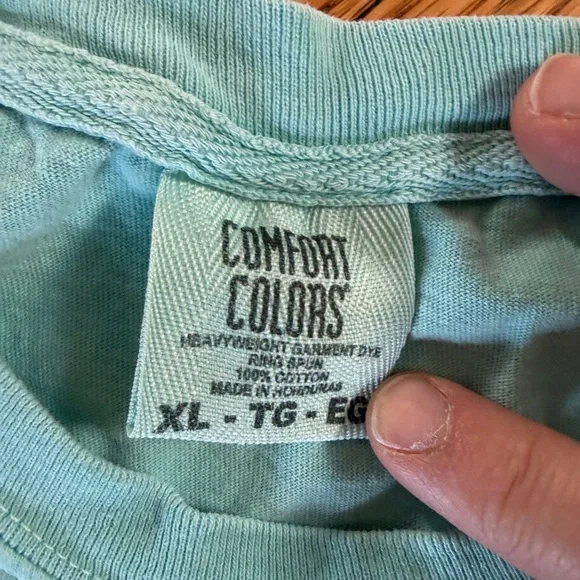 COMFORT
COLORS®
HEAVYWEIGHT GARMENT DYE
RING SPUN
100% COTTON
MADE IN HONDURAS
XL - TG - EG